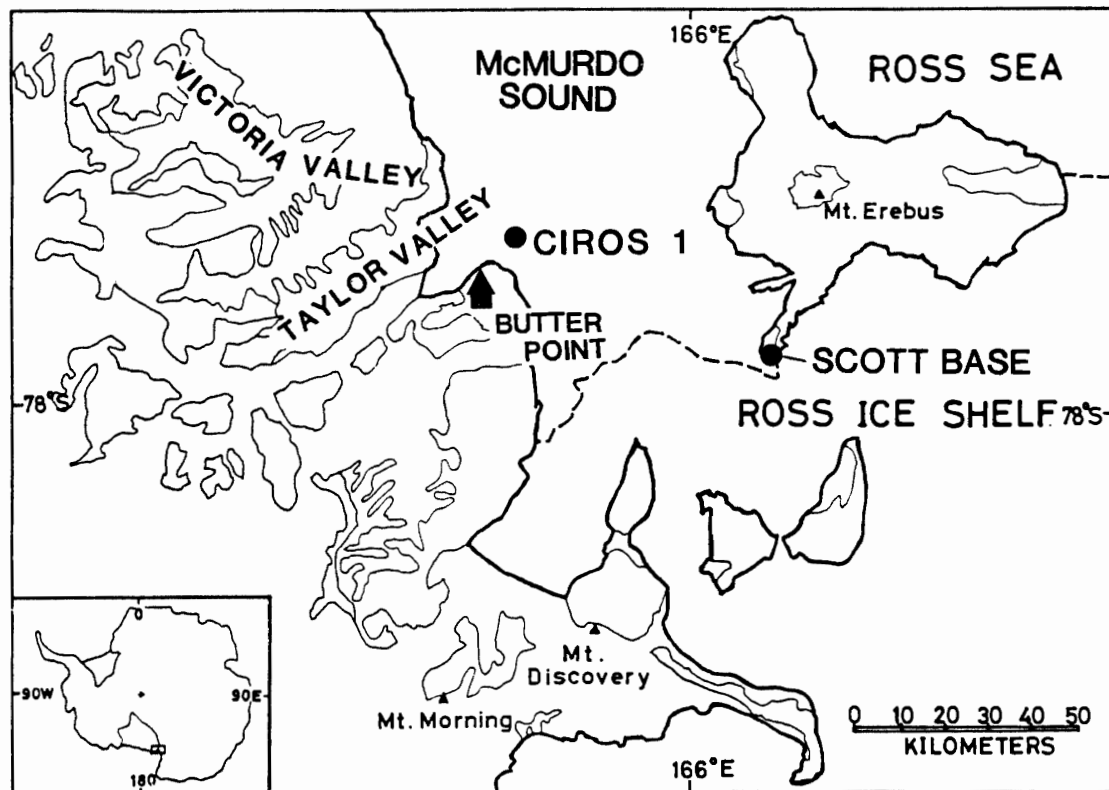 166°E
McMURDO
SOUND
ROSS SEA
VICTORIA VALLEY
Mt. Erebus
TAYLOR VALLEY
CIROS 1
BUTTER
POINT
SCOTT BASE
78°S
ROSS ICE SHELF
78°S
Mt.
Discovery
Mt. Morning
0
90W
90E
180
0 10 20 30 40 50
KILOMETERS
166°E